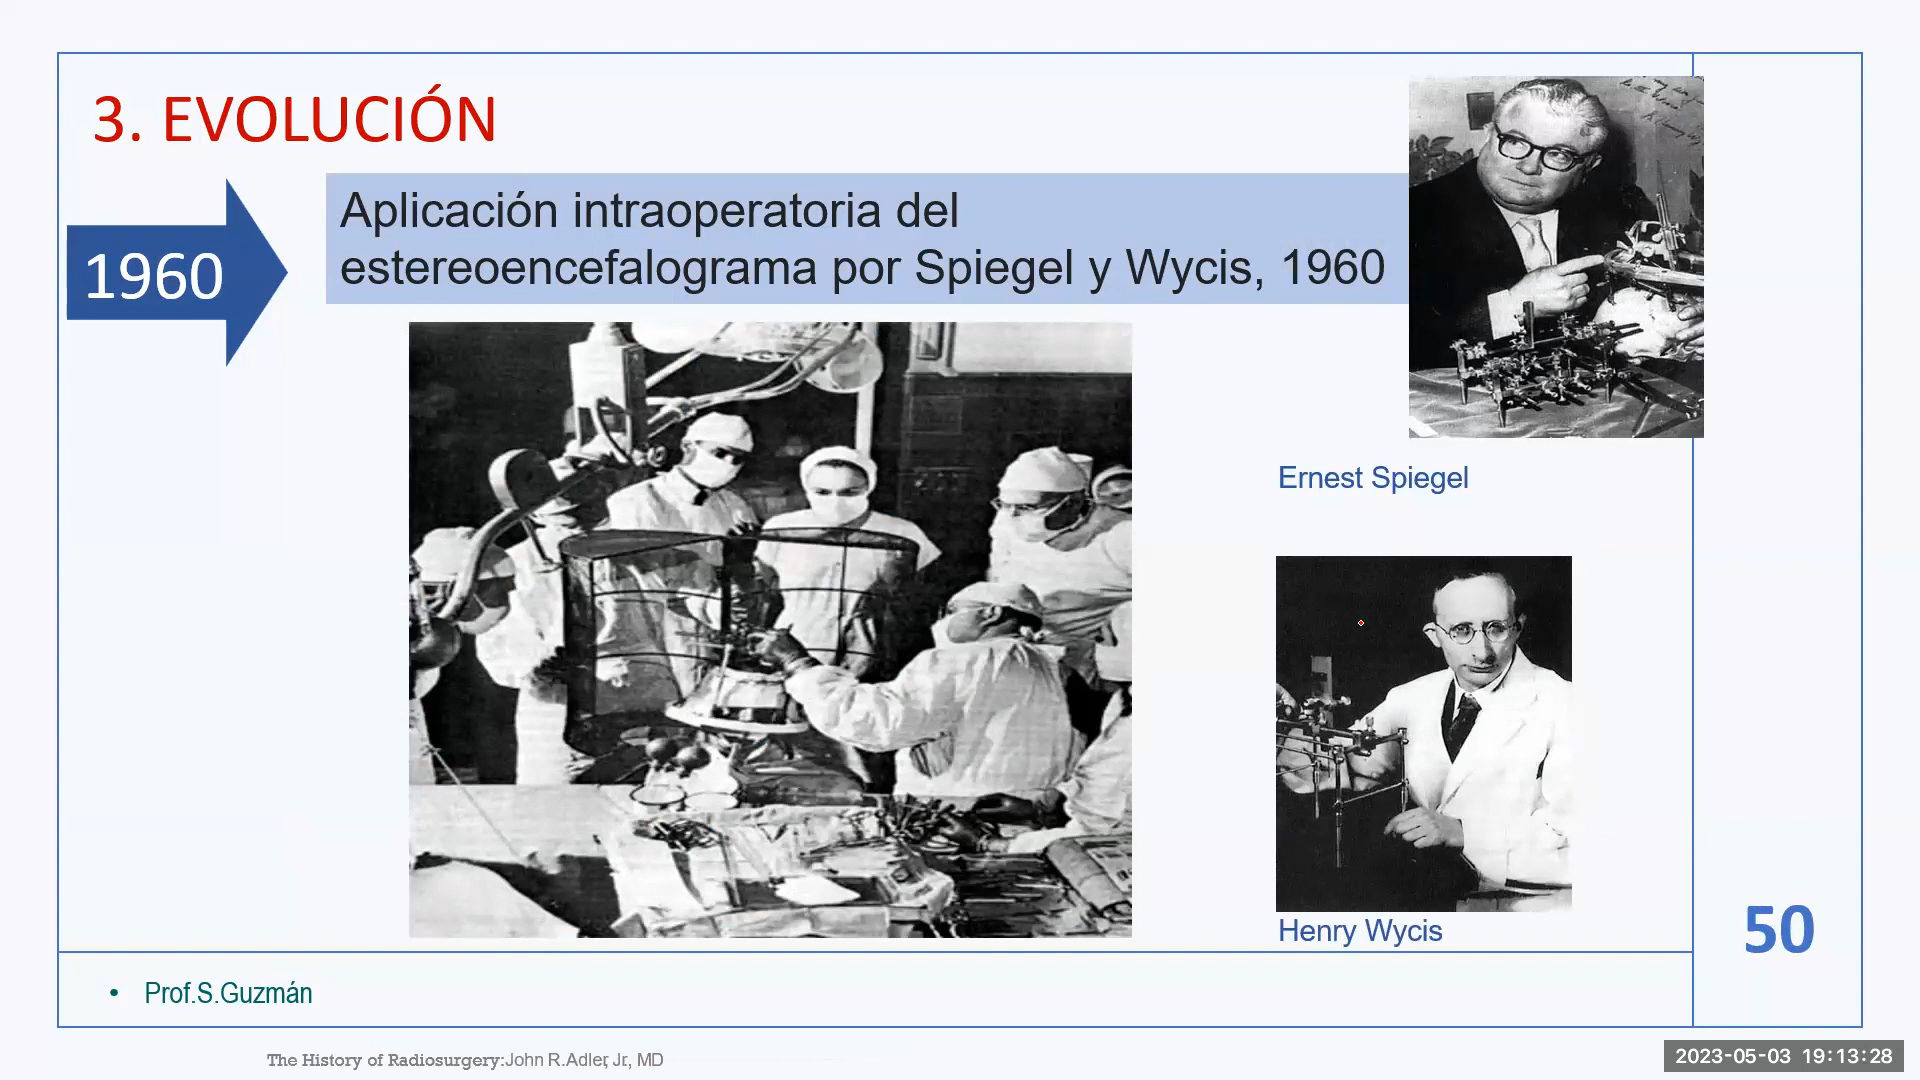 3. EVOLUCIÓN
1960
Aplicación intraoperatoria del
estereoencefalograma por Spiegel y Wycis, 1960
Ernest Spiegel
Henry Wycis
50
• Prof.S.Guzmán
The History of Radiosurgery:John R.Adler, Jr., MD
2023-05-03 19:13:28